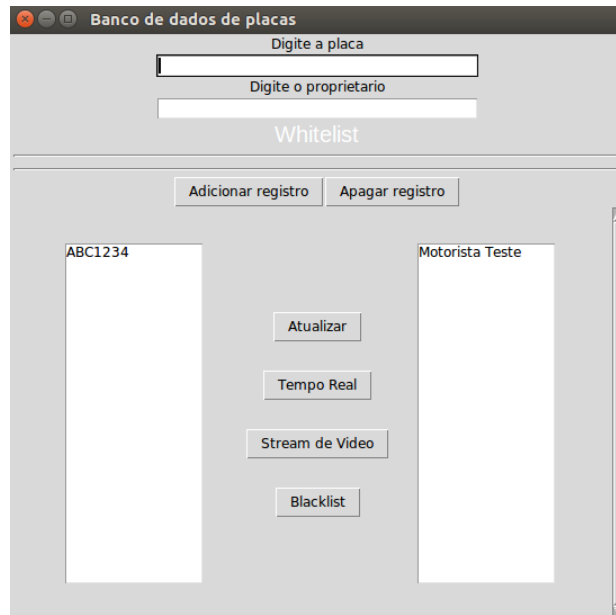 Banco de dados de placas
Digite a placa
Digite o proprietario
Whitelist
Adicionar registro Apagar registro
ABC1234 Motorista Teste
Atualizar
Tempo Real
Stream de Video
Blacklist